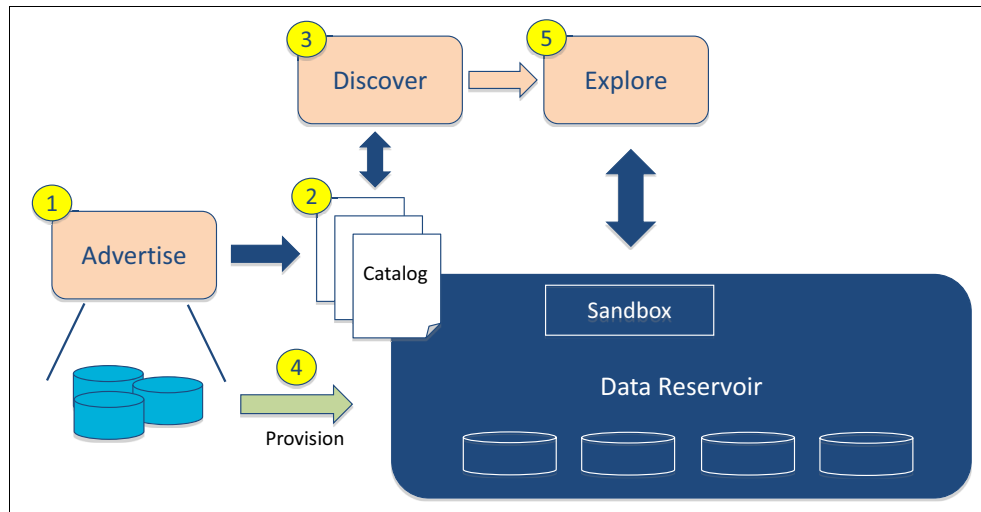 3
Discover
5
Explore
1
Advertise
2
Catalog
Sandbox
4
Provision
Data Reservoir